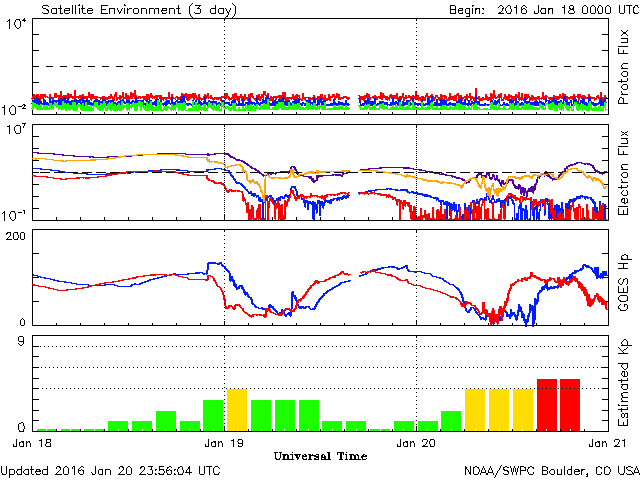 Satellite Environment (3 day) Begin: 2016 Jan 18 0000 UTC
10^4
10^-2
Proton Flux
10^7
10^-1
Electron Flux
200
100
0
GOES Hp
9
0
Estimated Kp
Jan 18 Jan 19 Jan 20 Jan 21
Universal Time
Updated 2016 Jan 20 23:56:04 UTC NOAA/SWPC Boulder, CO USA